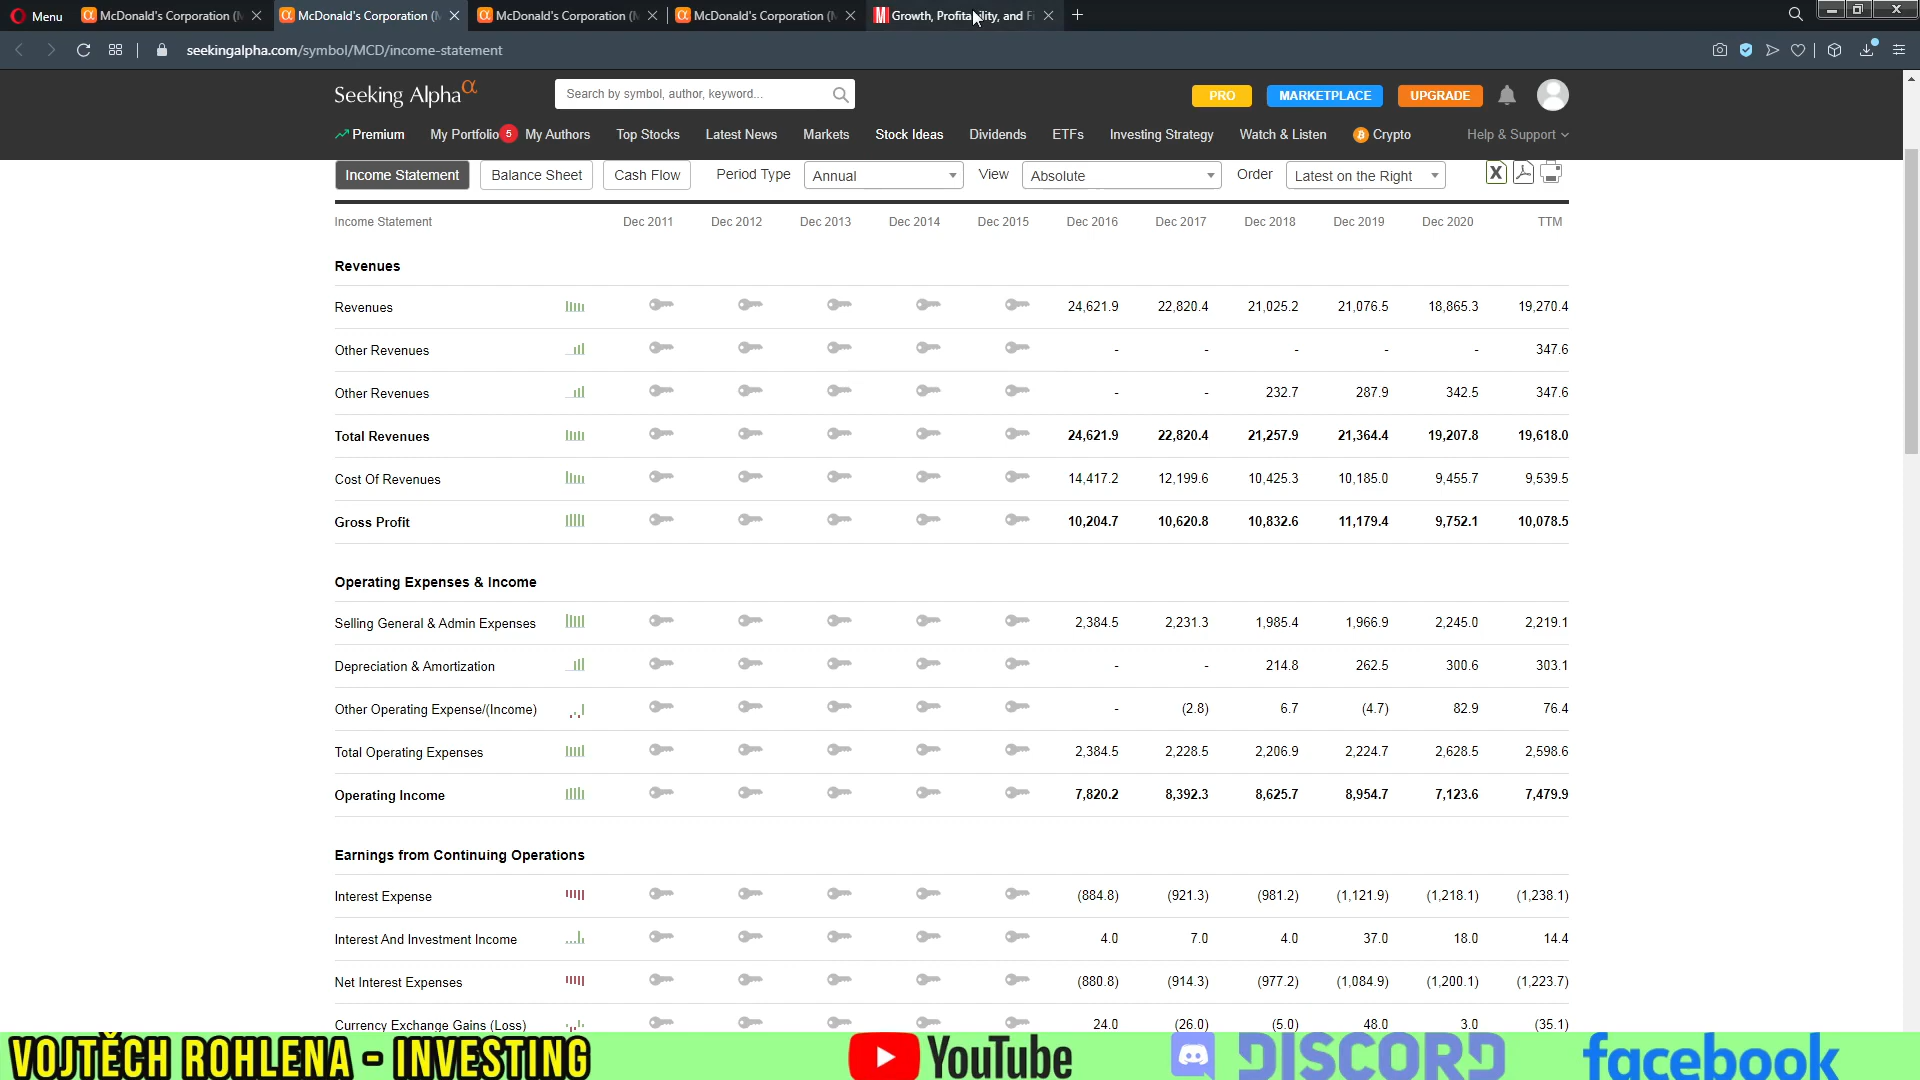 Menu McDonald's Corporation (M McDonald's Corporation (M McDonald's Corporation (M McDonald's Corporation (M Growth, Profitability, and Fi
seekingalpha.com/symbol/MCD/income-statement
Seeking Alpha α Search by symbol, author, keyword... PRO MARKETPLACE UPGRADE
Premium My Portfolio 5 My Authors Top Stocks Latest News Markets Stock Ideas Dividends ETFs Investing Strategy Watch & Listen Crypto Help & Support
Income Statement Balance Sheet Cash Flow Period Type Annual View Absolute Order Latest on the Right X
Income Statement Dec 2011 Dec 2012 Dec 2013 Dec 2014 Dec 2015 Dec 2016 Dec 2017 Dec 2018 Dec 2019 Dec 2020 TTM
Revenues
Revenues 24,621.9 22,820.4 21,025.2 21,076.5 18,865.3 19,270.4
Other Revenues - - - - - 347.6
Other Revenues - - 232.7 287.9 342.5 347.6
Total Revenues 24,621.9 22,820.4 21,257.9 21,364.4 19,207.8 19,618.0
Cost Of Revenues 14,417.2 12,199.6 10,425.3 10,185.0 9,455.7 9,539.5
Gross Profit 10,204.7 10,620.8 10,832.6 11,179.4 9,752.1 10,078.5
Operating Expenses & Income
Selling General & Admin Expenses 2,384.5 2,231.3 1,985.4 1,966.9 2,245.0 2,219.1
Depreciation & Amortization - - 214.8 262.5 300.6 303.1
Other Operating Expense/(Income) - (2.8) 6.7 (4.7) 82.9 76.4
Total Operating Expenses 2,384.5 2,228.5 2,206.9 2,224.7 2,628.5 2,598.6
Operating Income 7,820.2 8,392.3 8,625.7 8,954.7 7,123.6 7,479.9
Earnings from Continuing Operations
Interest Expense (884.8) (921.3) (981.2) (1,121.9) (1,218.1) (1,238.1)
Interest And Investment Income 4.0 7.0 4.0 37.0 18.0 14.4
Net Interest Expenses (880.8) (914.3) (977.2) (1,084.9) (1,200.1) (1,223.7)
Currency Exchange Gains (Loss) 24.0 (26.0) (5.0) 48.0 3.0 (35.1)
VOJTĚCH ROHLENA - INVESTING YouTube DISCORD facebook